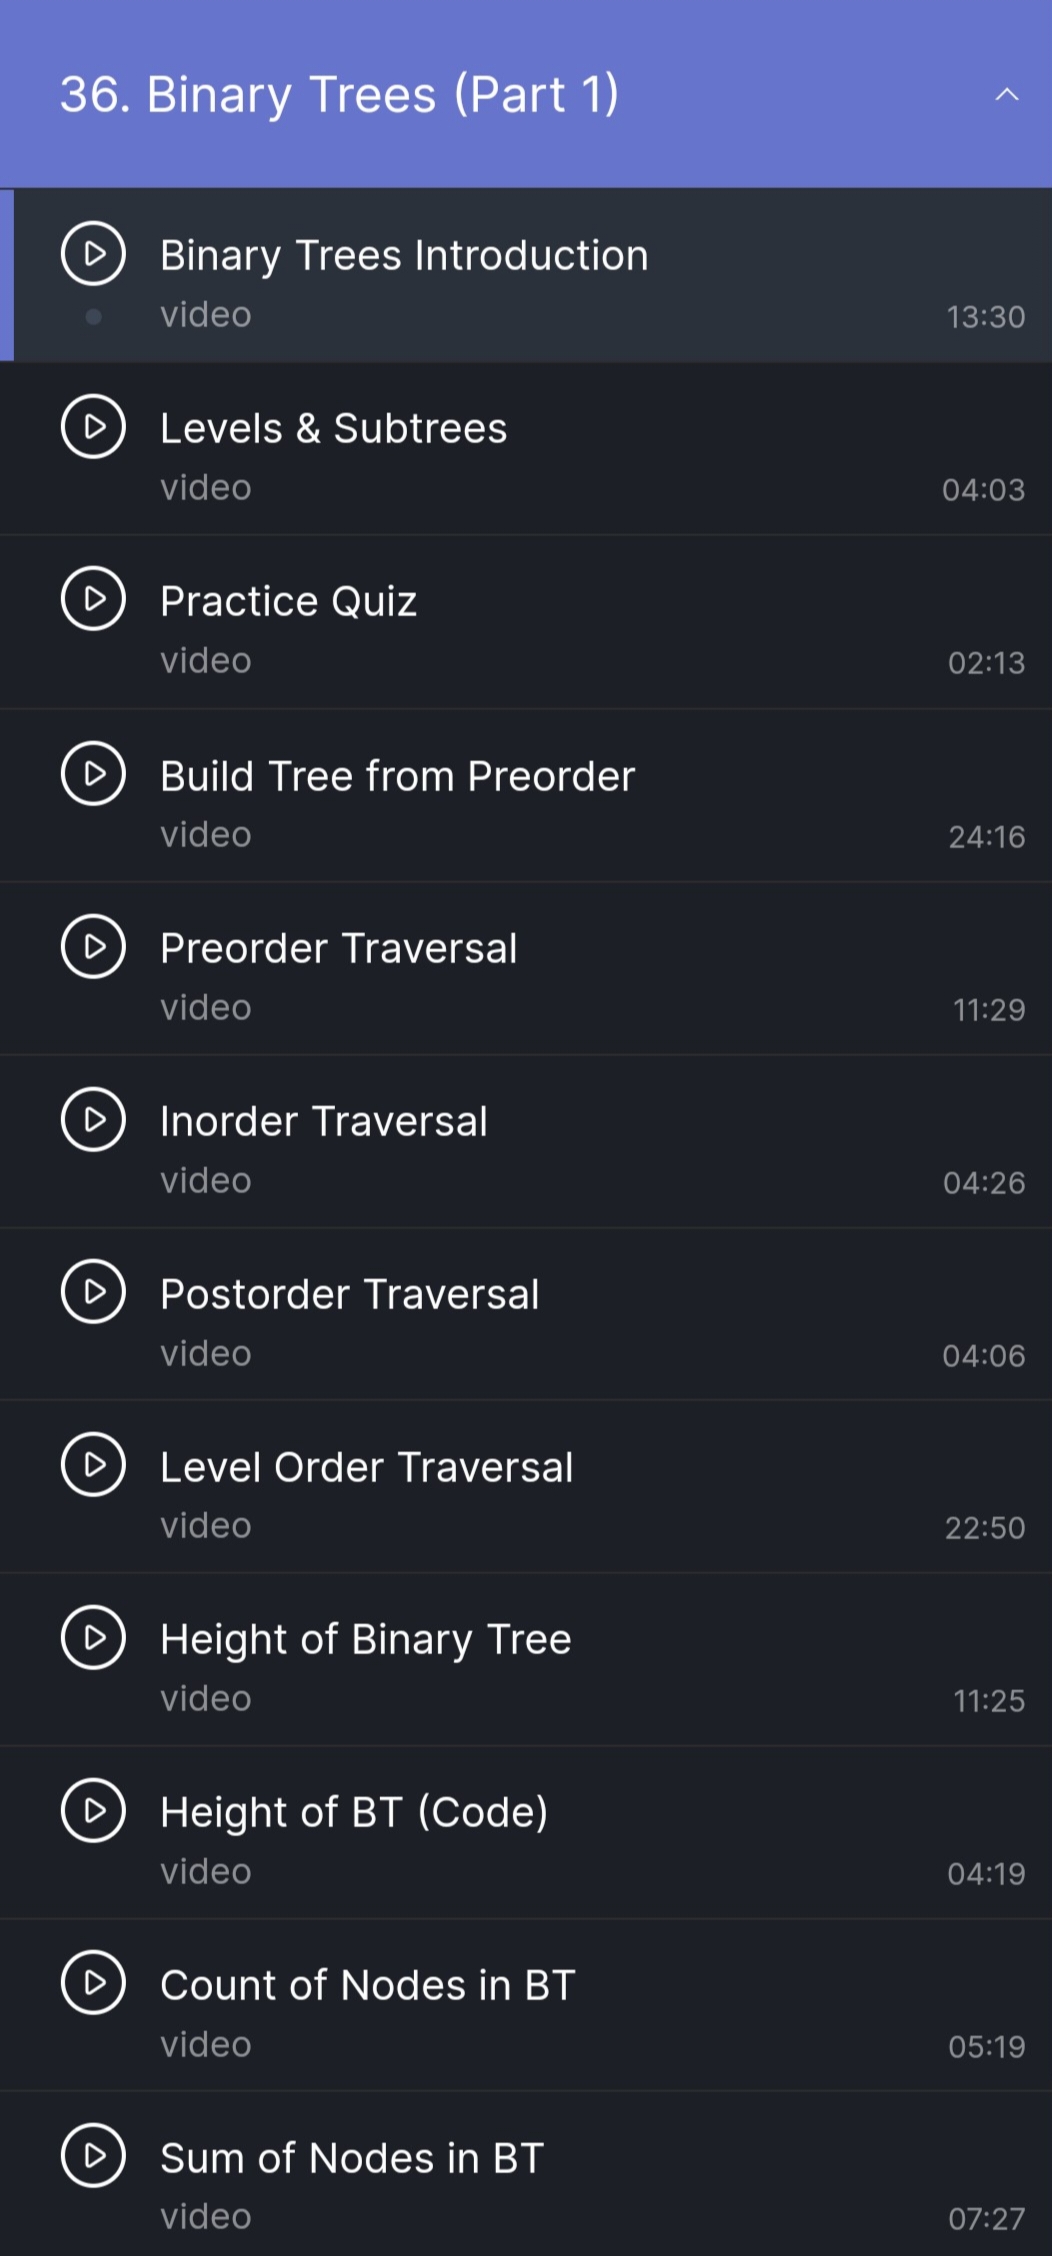 36. Binary Trees (Part 1)
Binary Trees Introduction
video
13:30
Levels & Subtrees
video
04:03
Practice Quiz
video
02:13
Build Tree from Preorder
video
24:16
Preorder Traversal
video
11:29
Inorder Traversal
video
04:26
Postorder Traversal
video
04:06
Level Order Traversal
video
22:50
Height of Binary Tree
video
11:25
Height of BT (Code)
video
04:19
Count of Nodes in BT
video
05:19
Sum of Nodes in BT
video
07:27